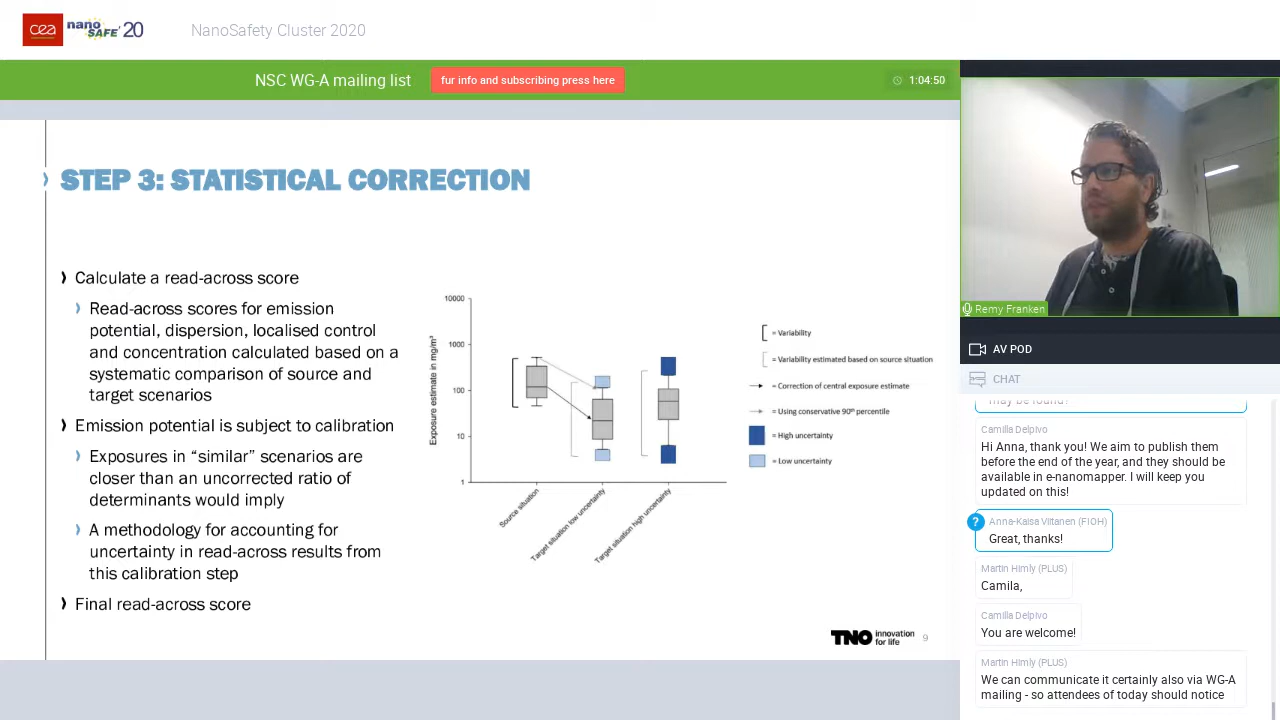 cea nano SAFE' 20
NanoSafety Cluster 2020
NSC WG-A mailing list
fur info and subscribing press here
1:04:50
STEP 3: STATISTICAL CORRECTION
Calculate a read-across score
Read-across scores for emission
potential, dispersion, localised control
and concentration calculated based on a
systematic comparison of source and
target scenarios
Emission potential is subject to calibration
Exposures in “similar” scenarios are
closer than an uncorrected ratio of
determinants would imply
A methodology for accounting for
uncertainty in read-across results from
this calibration step
Final read-across score
Exposure estimate in mg/m³
10000
1000
100
10
1
Source situation
Target situation low uncertainty
Target situation high uncertainty
= Variability
= Variability estimated based on source situation
= Correction of central exposure estimate
= Using conservative 90th percentile
= High uncertainty
= Low uncertainty
TNO innovation
for life
9
Remy Franken
AV POD
CHAT
may be found?
Camilla Delpivo
Hi Anna, thank you! We aim to publish them
before the end of the year, and they should be
available in e-nanomapper. I will keep you
updated on this!
?
Anna-Kaisa Viitanen (FIOH)
Great, thanks!
Martin Himly (PLUS)
Camila,
Camilla Delpivo
You are welcome!
Martin Himly (PLUS)
We can communicate it certainly also via WG-A
mailing - so attendees of today should notice